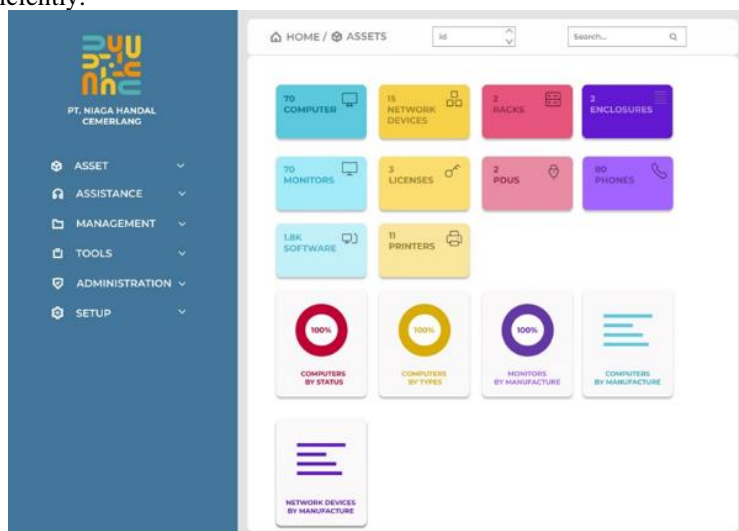 ciently.
PT. NIAGA HANDAL
CEMERLANG
ASSET
ASSISTANCE
MANAGEMENT
TOOLS
ADMINISTRATION
SETUP
HOME / ASSETS
id
Search...
70
COMPUTER
15
NETWORK
DEVICES
2
RACKS
2
ENCLOSURES
70
MONITORS
3
LICENSES
2
PDUS
80
PHONES
1.8K
SOFTWARE
11
PRINTERS
100%
COMPUTERS
BY STATUS
100%
COMPUTERS
BY TYPES
100%
MONITORS
BY MANUFACTURE
COMPUTERS
BY MANUFACTURE
NETWORK DEVICES
BY MANUFACTURE